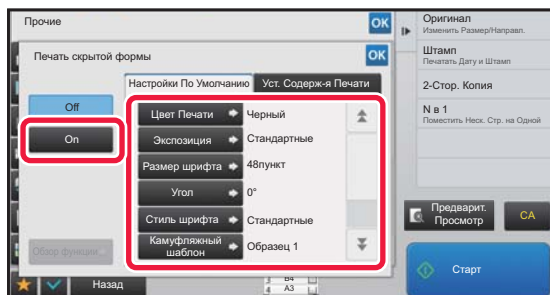 Прочие
OK
Печать скрытой формы
OK
Настройки По Умолчанию
Уст. Содерж-я Печати
Off
On
Цвет Печати
Черный
Экспозиция
Стандартные
Размер шрифта
48пункт
Угол
0°
Стиль шрифта
Стандартные
Камуфляжный
шаблон
Образец 1
Обзор функции
Назад
B4
4 A3
Оригинал
Изменить Размер/Направл.
Штамп
Печатать Дату и Штамп
2-Стор. Копия
N в 1
Поместить Неск. Стр. на Одной
Предварит.
Просмотр
CA
Старт